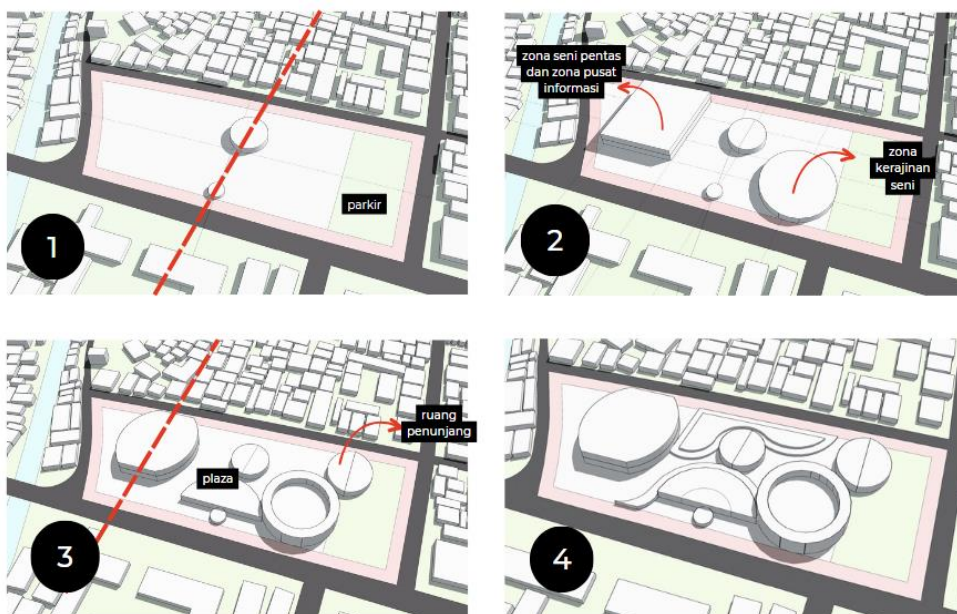 parkir
1
zona seni pentas
dan zona pusat
informasi
zona
kerajinan
seni
2
ruang
penunjang
plaza
3
4